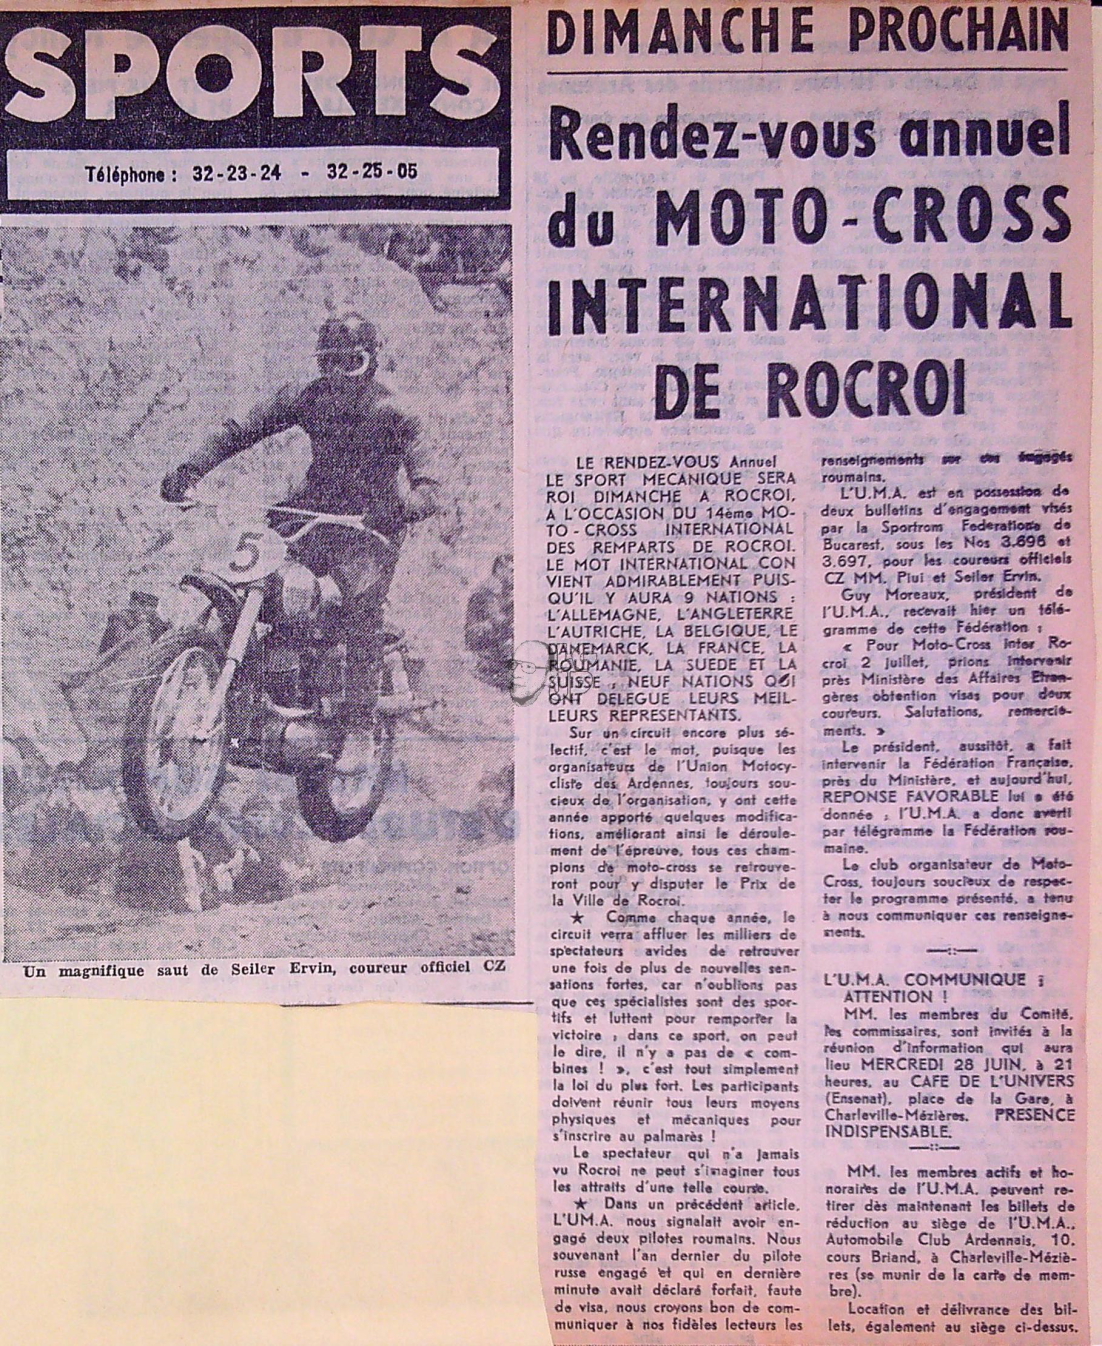 SPORTS
Téléphone : 32-23-24 - 32-25-05
5
Un magnifique saut de Seiler Ervin, coureur officiel CZ
DIMANCHE PROCHAIN
Rendez-vous annuel
du MOTO-CROSS
INTERNATIONAL
DE ROCROI
LE RENDEZ-VOUS Annuel
LE SPORT MECANIQUE SERA
ROI DIMANCHE A ROCROI,
A L'OCCASION DU 14ème MO-
TO-CROSS INTERNATIONAL
DES REMPARTS DE ROCROI.
LE MOT INTERNATIONAL CON
VIENT ADMIRABLEMENT PUIS-
QU'IL Y AURA 9 NATIONS :
L'ALLEMAGNE, L'ANGLETERRE
L'AUTRICHE, LA BELGIQUE, LE
DANEMARCK, LA FRANCE, LA
ROUMANIE, LA SUEDE ET LA
SUISSE ; NEUF NATIONS QUI
ONT DELEGUE LEURS MEIL-
LEURS REPRESENTANTS.
Sur un circuit encore plus sé-
lectif, c'est le mot, puisque les
organisateurs de l'Union Motocy-
cliste des Ardennes, toujours sou-
cieux de l'organisation, y ont cette
année apporté quelques modifica-
tions, améliorant ainsi le déroule-
ment de l'épreuve, tous ces cham-
pions de moto-cross se retrouve-
ront pour y disputer le Prix de
la Ville de Rocroi.
★ Comme chaque année, le
circuit verra affluer les milliers de
spectateurs avides de retrouver
une fois de plus de nouvelles sen-
sations fortes, car n'oublions pas
que ces spécialistes sont des spor-
tifs et luttent pour remporter la
victoire ; dans ce sport, on peut
le dire, il n'y a pas de « com-
bines ! », c'est tout simplement
la loi du plus fort. Les participants
doivent réunir tous leurs moyens
physiques et mécaniques pour
s'inscrire au palmarès !
Le spectateur qui n'a jamais
vu Rocroi ne peut s'imaginer tous
les attraits d'une telle course.
★ Dans un précédent article,
L'UM.A. nous signalait avoir en-
gagé deux pilotes roumains. Nous
souvenant l'an dernier du pilote
russe engagé et qui en dernière
minute avait déclaré forfait, faute
de visa, nous croyons bon de com-
muniquer à nos fidèles lecteurs les
renseignements sur ces engagés
roumains.
L'U.M.A. est en possession de
deux bulletins d'engagement visés
par la Sportrom Federations de
Bucarest, sous les Nos 3.696 et
3.697, pour les coureurs officiels
CZ MM. Piui et Seiler Ervin.
Guy Moreaux, président de
l'U.M.A., recevait hier un télé-
gramme de cette Fédération :
« Pour Moto-Cross Inter Ro-
croi 2 juillet, prions intervenir
près Ministère des Affaires Etran-
gères obtention visas pour deux
coureurs. Salutations, remercie-
ments. »
Le président, aussitôt, a fait
intervenir la Fédération Française,
près du Ministère, et aujourd'hui,
REPONSE FAVORABLE lui a été
donnée ; l'U.M.A. a donc averti
par télégramme la Fédération rou-
maine.
Le club organisateur de Moto-
Cross, toujours soucieux de respec-
ter le programme présenté, a tenu
à nous communiquer ces renseigne-
ments.
L'U.M.A. COMMUNIQUE :
ATTENTION !
MM. les membres du Comité,
les commissaires, sont invités à la
réunion d'information qui aura
lieu MERCREDI 28 JUIN, à 21
heures, au CAFE DE L'UNIVERS
(Ensenat), place de la Gare, à
Charleville-Mézières. PRESENCE
INDISPENSABLE.
MM. les membres actifs et ho-
noraires de l'U.M.A. peuvent re-
tirer dès maintenant les billets de
réduction au siège de l'U.M.A.,
Automobile Club Ardennais, 10,
cours Briand, à Charleville-Méziè-
res (se munir de la carte de mem-
bre).
Location et délivrance des bil-
lets, également au siège ci-dessus.